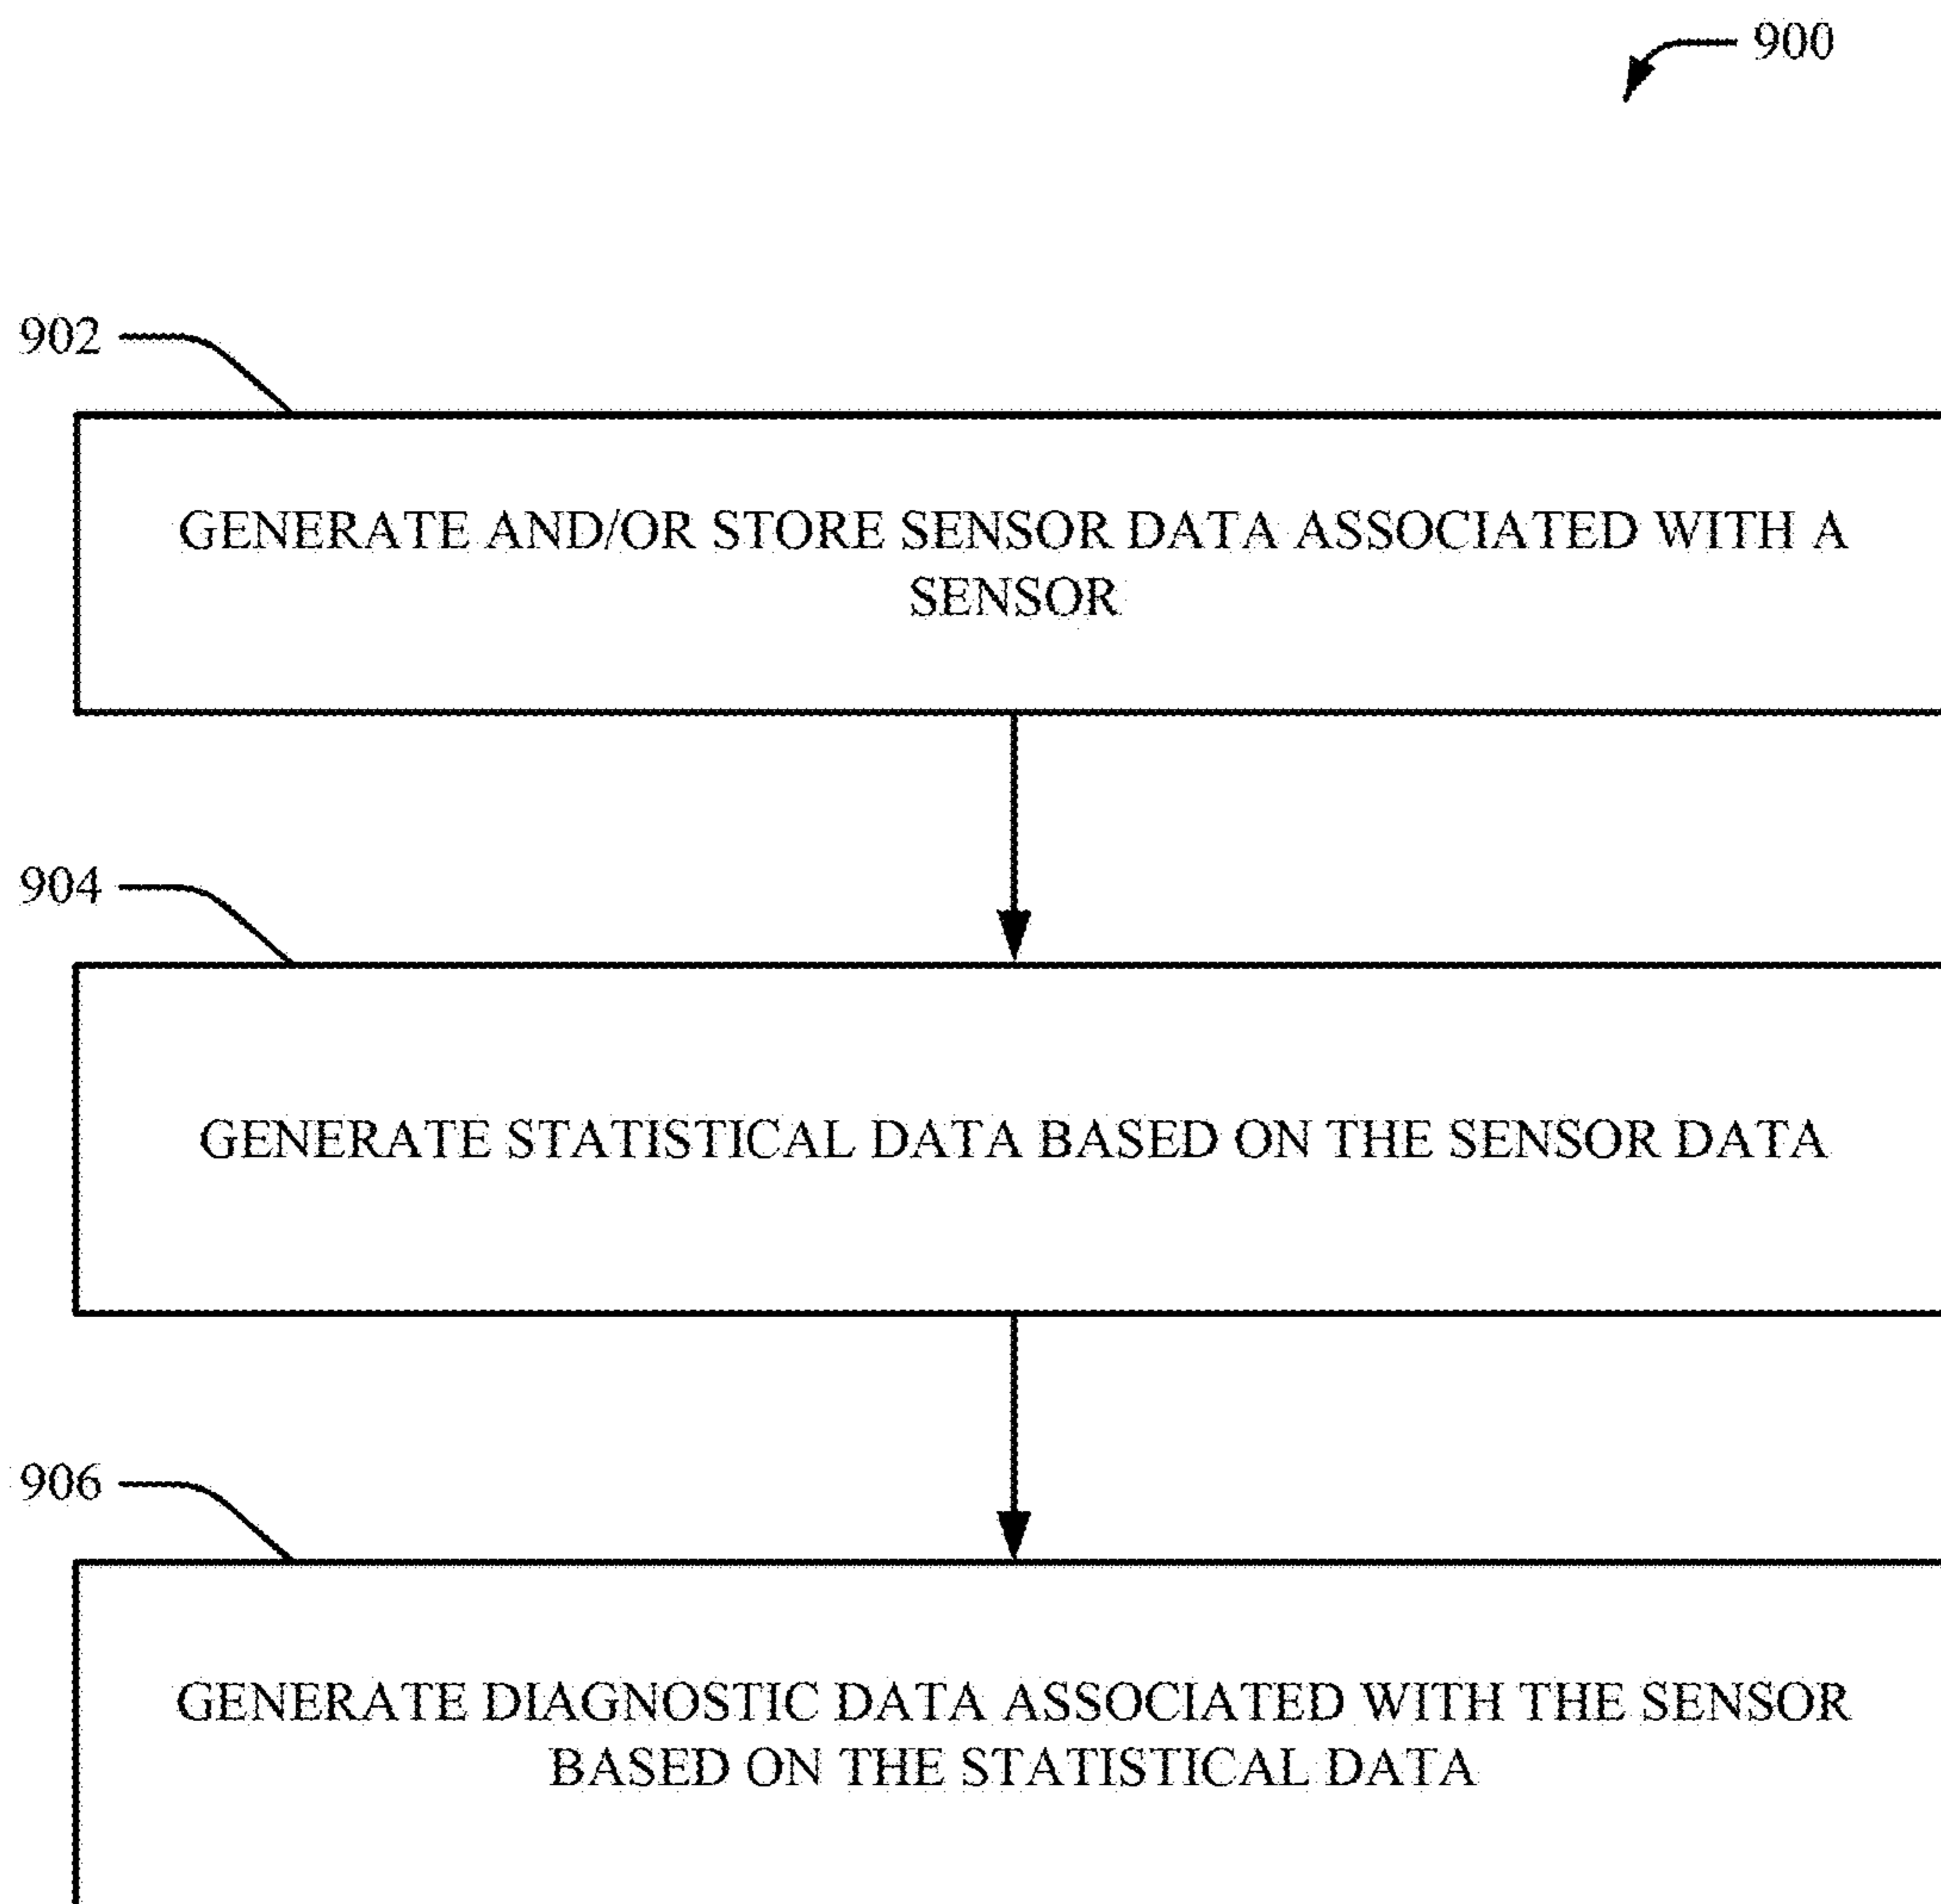 900
902
GENERATE AND/OR STORE SENSOR DATA ASSOCIATED WITH A
SENSOR
904
GENERATE STATISTICAL DATA BASED ON THE SENSOR DATA
906
GENERATE DIAGNOSTIC DATA ASSOCIATED WITH THE SENSOR
BASED ON THE STATISTICAL DATA